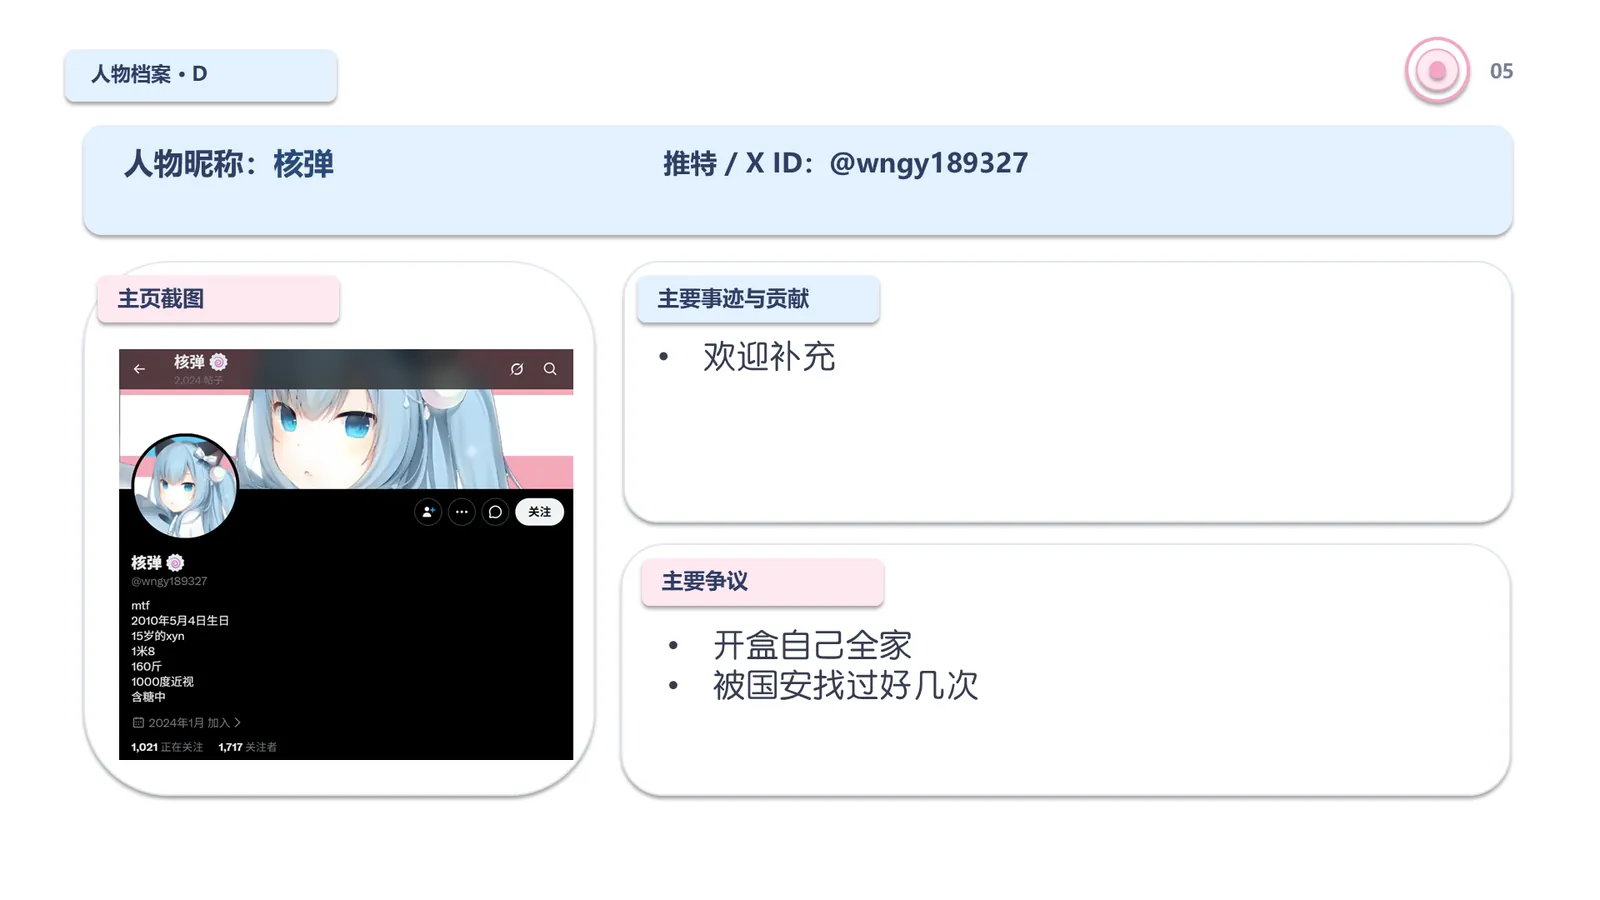 人物档案·D
05
人物昵称：核弹
推特 / X ID：@wngy189327
主页截图
核弹
2,024 帖子
关注
核弹
@wngy189327
mtf
2010年5月4日生日
15岁的xyn
1米8
160斤
1000度近视
含糖中
2024年1月 加入
1,021 正在关注 1,717 关注者
主要事迹与贡献
• 欢迎补充
主要争议
• 开盒自己全家
• 被国安找过好几次